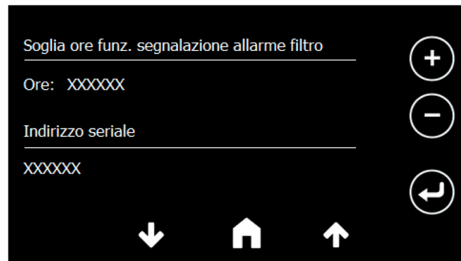 Soglia ore funz. segnalazione allarme filtro
Ore: XXXXXX
Indirizzo seriale
XXXXXX